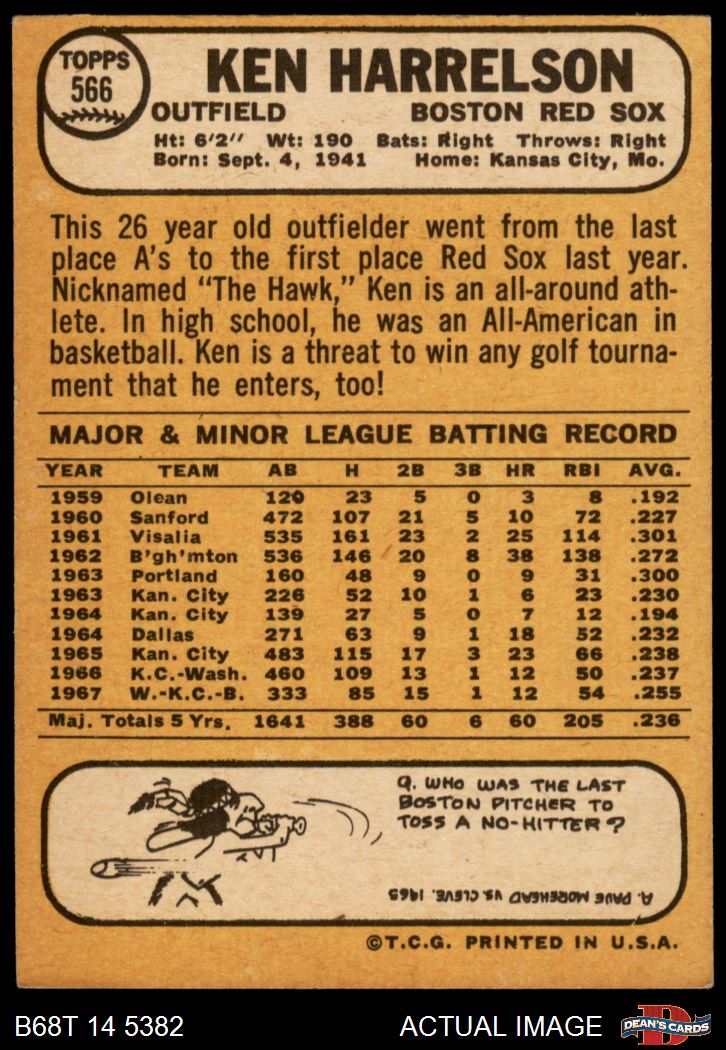 TOPPS
566
KEN HARRELSON
OUTFIELD BOSTON RED SOX
Ht: 6'2" Wt: 190 Bats: Right Throws: Right
Born: Sept. 4, 1941 Home: Kansas City, Mo.
This 26 year old outfielder went from the last
place A's to the first place Red Sox last year.
Nicknamed "The Hawk," Ken is an all-around ath-
lete. In high school, he was an All-American in
basketball. Ken is a threat to win any golf tourna-
ment that he enters, too!
MAJOR & MINOR LEAGUE BATTING RECORD
YEAR TEAM AB H 2B 3B HR RBI AVG.
1959 Olean 120 23 5 0 3 8 .192
1960 Sanford 472 107 21 5 10 72 .227
1961 Visalia 535 161 23 2 25 114 .301
1962 B'gh'mton 536 146 20 8 38 138 .272
1963 Portland 160 48 9 0 9 31 .300
1963 Kan. City 226 52 10 1 6 23 .230
1964 Kan. City 139 27 5 0 7 12 .194
1964 Dallas 271 63 9 1 18 52 .232
1965 Kan. City 483 115 17 3 23 66 .238
1966 K.C.-Wash. 460 109 13 1 12 50 .237
1967 W.-K.C.-B. 333 85 15 1 12 54 .255
Maj. Totals 5 Yrs. 1641 388 60 6 60 205 .236
Q. WHO WAS THE LAST
BOSTON PITCHER TO
TOSS A NO-HITTER?
A. DAVE MOREHEAD VS. CLEVE. 1965
©T.C.G. PRINTED IN U.S.A.
B68T 14 5382 ACTUAL IMAGE
D
DEAN'S CARDS